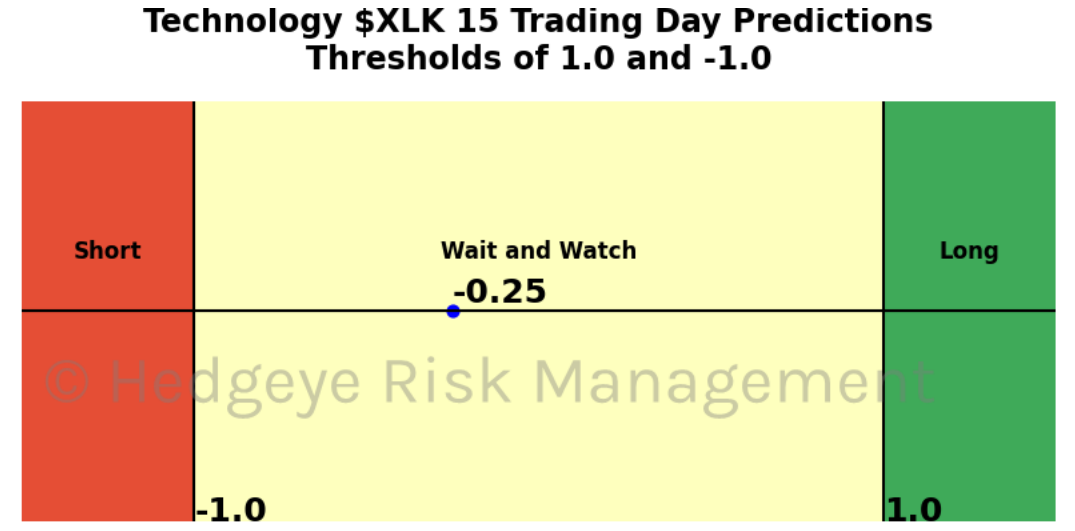 Technology $XLK 15 Trading Day Predictions
Thresholds of 1.0 and -1.0
Short
Wait and Watch
Long
-0.25
© Hedgeye Risk Management
-1.0
1.0